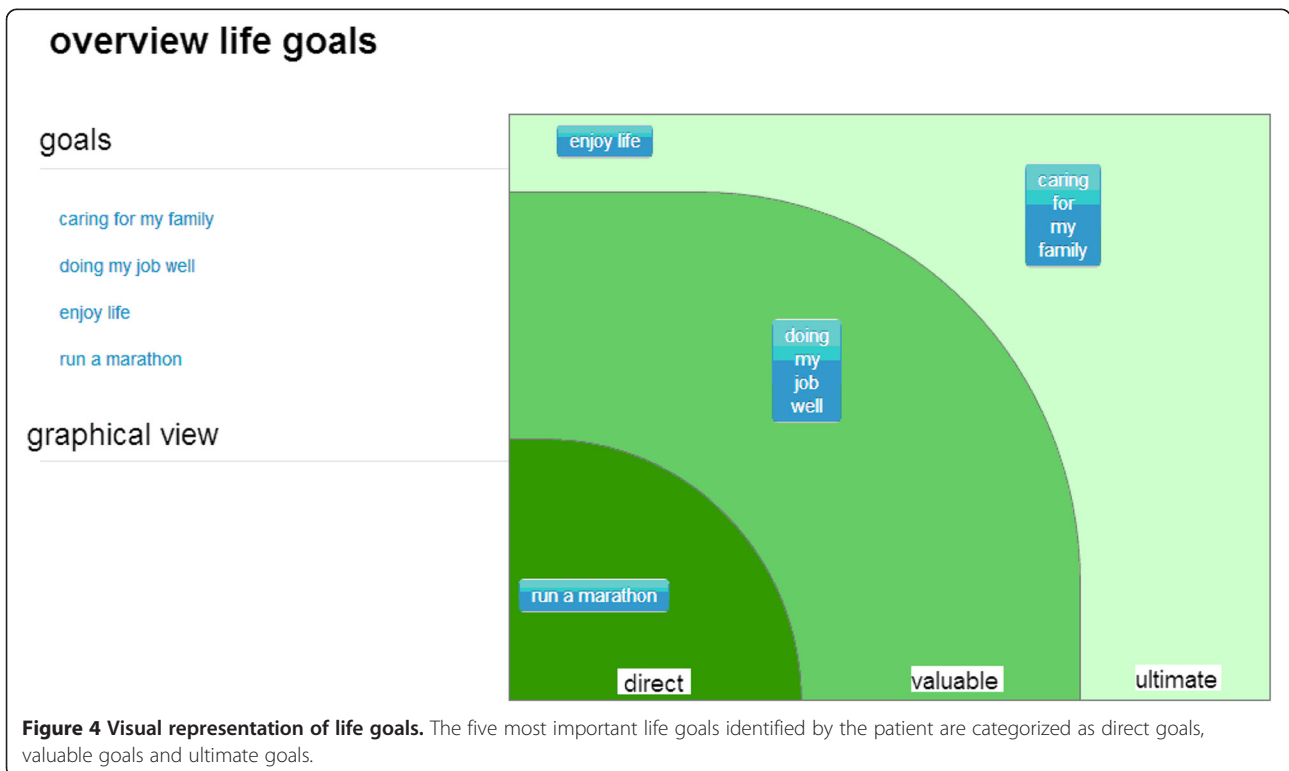 overview life goals
goals
caring for my family
doing my job well
enjoy life
run a marathon
graphical view
enjoy life
caring
for
my
family
doing
my
job
well
run a marathon
direct
valuable
ultimate
Figure 4 Visual representation of life goals. The five most important life goals identified by the patient are categorized as direct goals,
valuable goals and ultimate goals.